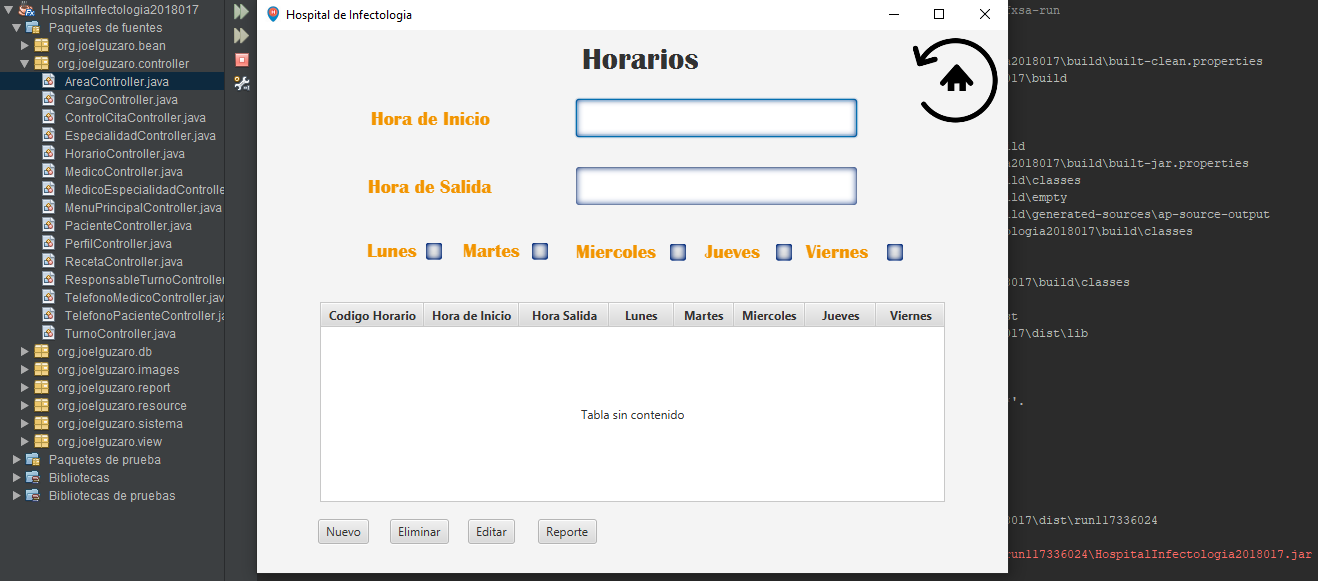 HospitalInfectologia2018017
Paquetes de fuentes
org.joelguzaro.bean
org.joelguzaro.controller
AreaController.java
CargoController.java
ControlCitaController.java
EspecialidadController.java
HorarioController.java
MedicoController.java
MedicoEspecialidadControlle
MenuPrincipalController.java
PacienteController.java
PerfilController.java
RecetaController.java
ResponsableTurnoController.
TelefonoMedicoController.jav
TelefonoPacienteController.j
TurnoController.java
org.joelguzaro.db
org.joelguzaro.images
org.joelguzaro.report
org.joelguzaro.resource
org.joelguzaro.sistema
org.joelguzaro.view
Paquetes de prueba
Bibliotecas
Bibliotecas de pruebas
Hospital de Infectologia
Horarios
Hora de Inicio
Hora de Salida
Lunes Martes Miercoles Jueves Viernes
Codigo Horario Hora de Inicio Hora Salida Lunes Martes Miercoles Jueves Viernes
Tabla sin contenido
Nuevo Eliminar Editar Reporte
fxsa-run
a2018017\build\built-clean.properties
017\build
ild
a2018017\build\built-jar.properties
ild\classes
ild\empty
ild\generated-sources\ap-source-output
ologia2018017\build\classes
8017\build\classes
st
017\dist\lib
'.
8017\dist\run117336024
run117336024\HospitalInfectologia2018017.jar